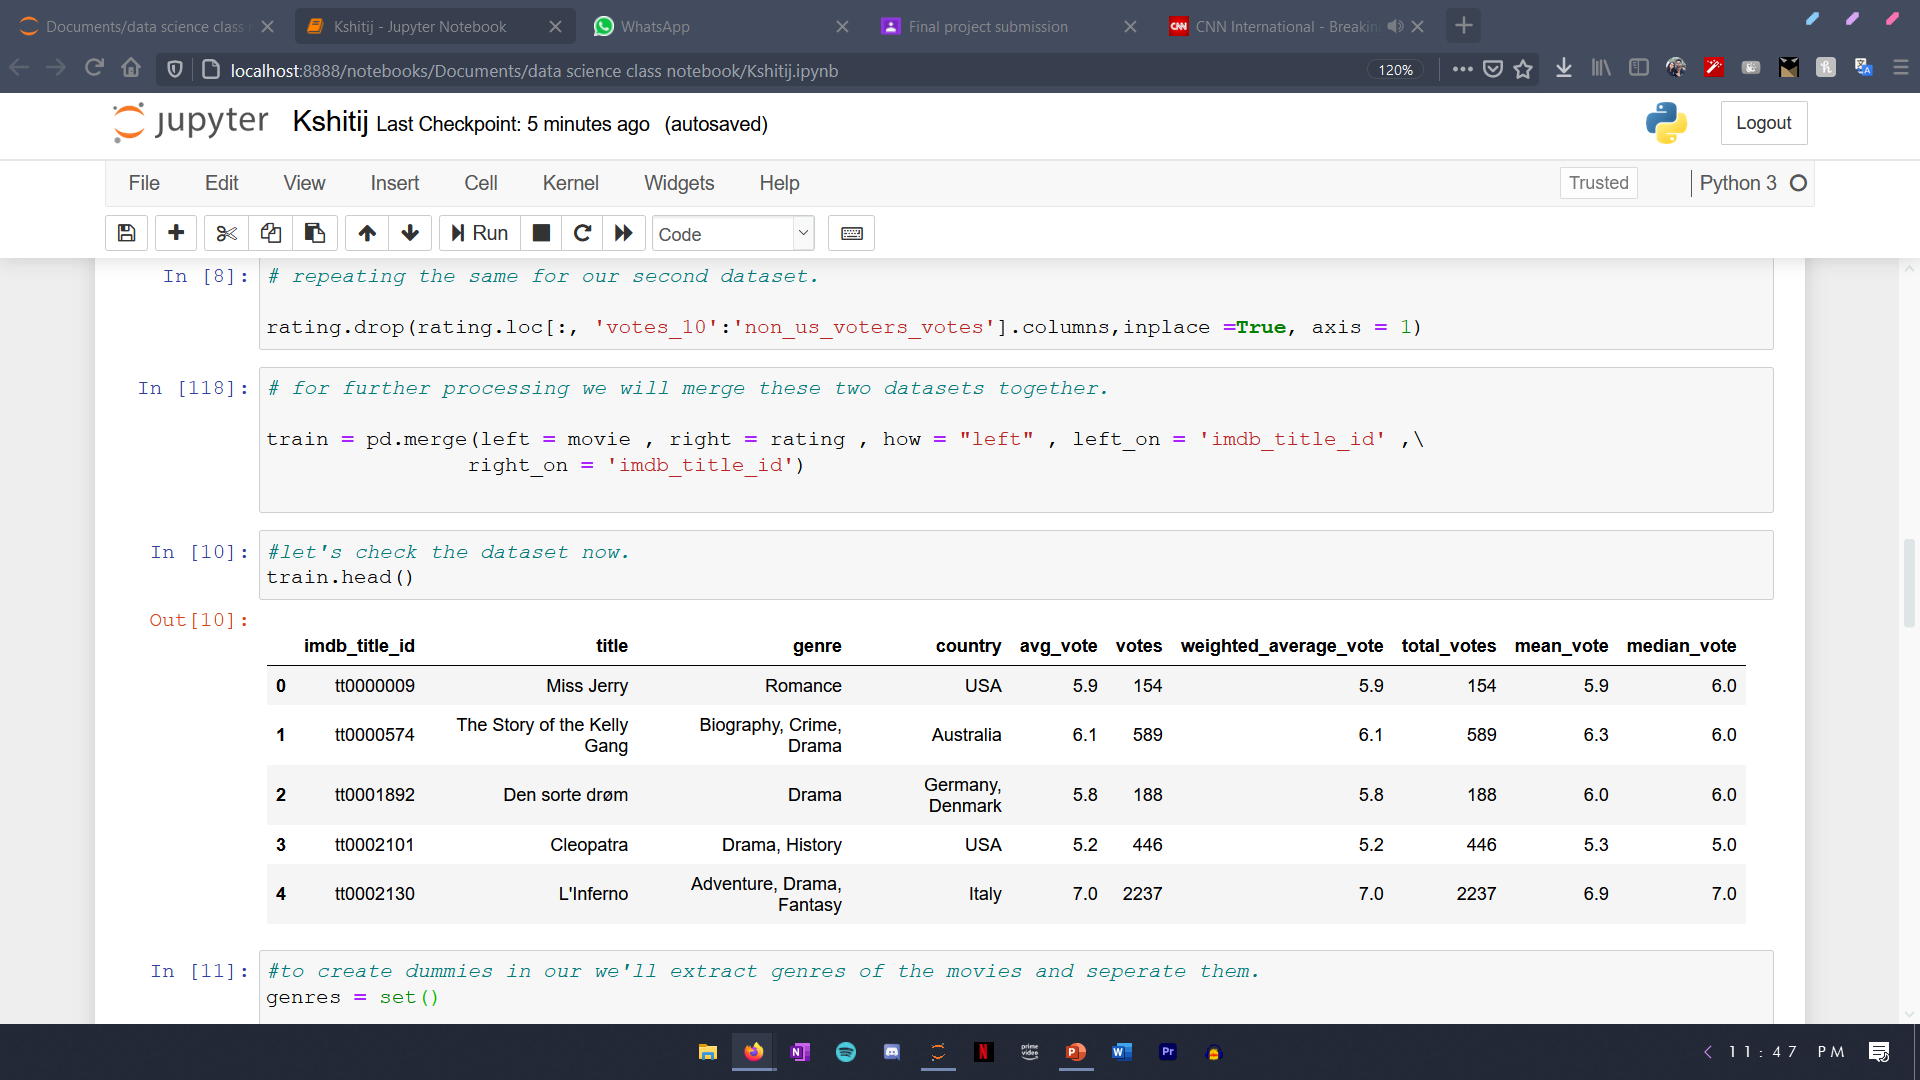 Documents/data science class
Kshitij - Jupyter Notebook
WhatsApp
Final project submission
CNN
CNN International - Breakin
localhost:8888/notebooks/Documents/data science class notebook/Kshitij.ipynb
120%
jupyter Kshitij Last Checkpoint: 5 minutes ago (autosaved)
Logout
File Edit View Insert Cell Kernel Widgets Help
Trusted
Python 3
Run
Code
In [8]: # repeating the same for our second dataset.
rating.drop(rating.loc[:, 'votes_10':'non_us_voters_votes'].columns,inplace =True, axis = 1)
In [118]: # for further processing we will merge these two datasets together.
train = pd.merge(left = movie , right = rating , how = "left" , left_on = 'imdb_title_id' ,\
right_on = 'imdb_title_id')
In [10]: #let's check the dataset now.
train.head()
Out[10]:
imdb_title_id title genre country avg_vote votes weighted_average_vote total_votes mean_vote median_vote
0 tt0000009 Miss Jerry Romance USA 5.9 154 5.9 154 5.9 6.0
1 tt0000574 The Story of the Kelly Gang Biography, Crime, Drama Australia 6.1 589 6.1 589 6.3 6.0
2 tt0001892 Den sorte drøm Drama Germany, Denmark 5.8 188 5.8 188 6.0 6.0
3 tt0002101 Cleopatra Drama, History USA 5.2 446 5.2 446 5.3 5.0
4 tt0002130 L'Inferno Adventure, Drama, Fantasy Italy 7.0 2237 7.0 2237 6.9 7.0
In [11]: #to create dummies in our we'll extract genres of the movies and seperate them.
genres = set()
N
N
prime video
P
W
Pr
11:47 PM